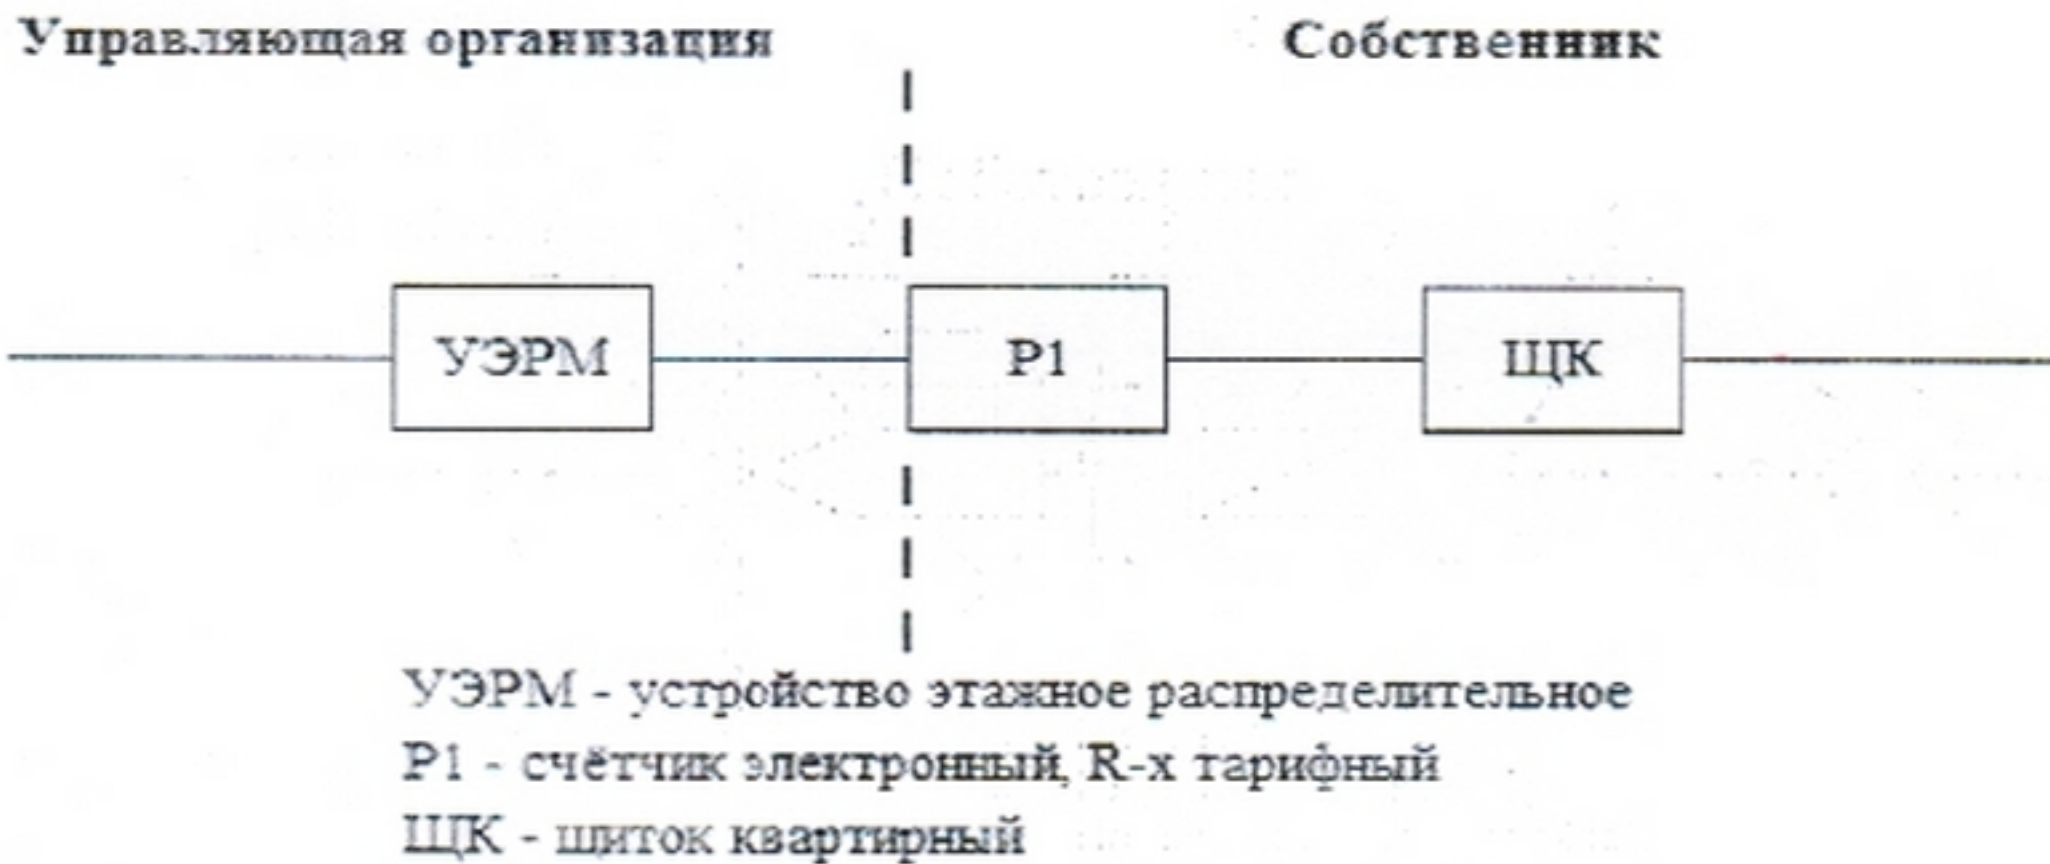 Управляющая организация
Собственник
УЭРМ
Р1
ЩК
УЭРМ - устройство этажное распределительное
Р1 - счётчик электронный, R-х тарифный
ЩК - щиток квартирный